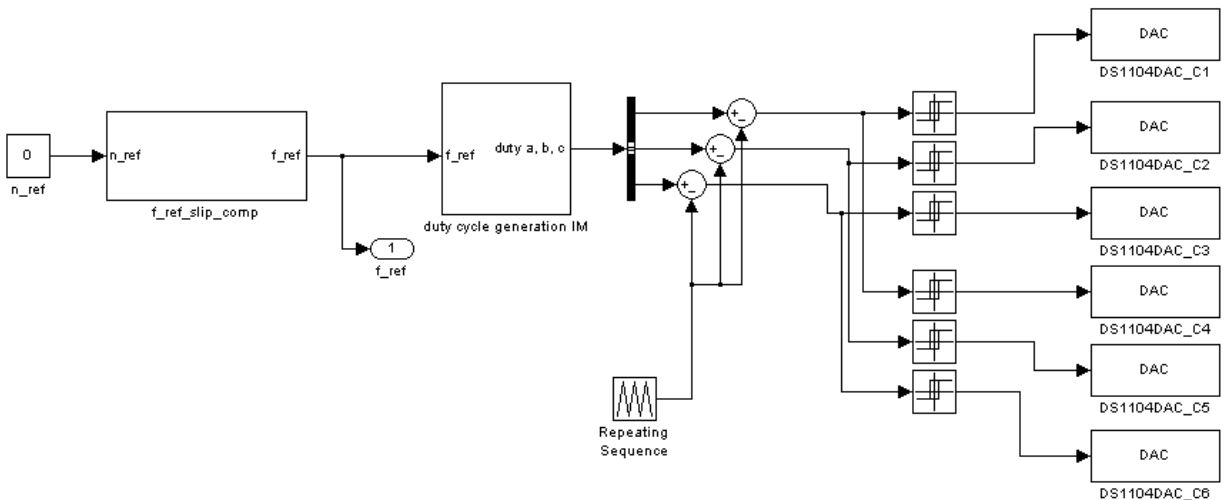 DAC
DS1104DAC_C1
0
n_ref
n_ref
f_ref
f_ref_slip_comp
1
f_ref
f_ref
duty a, b, c
duty cycle generation IM
DAC
DS1104DAC_C2
DAC
DS1104DAC_C3
DAC
DS1104DAC_C4
DAC
DS1104DAC_C5
Repeating
Sequence
DAC
DS1104DAC_C6